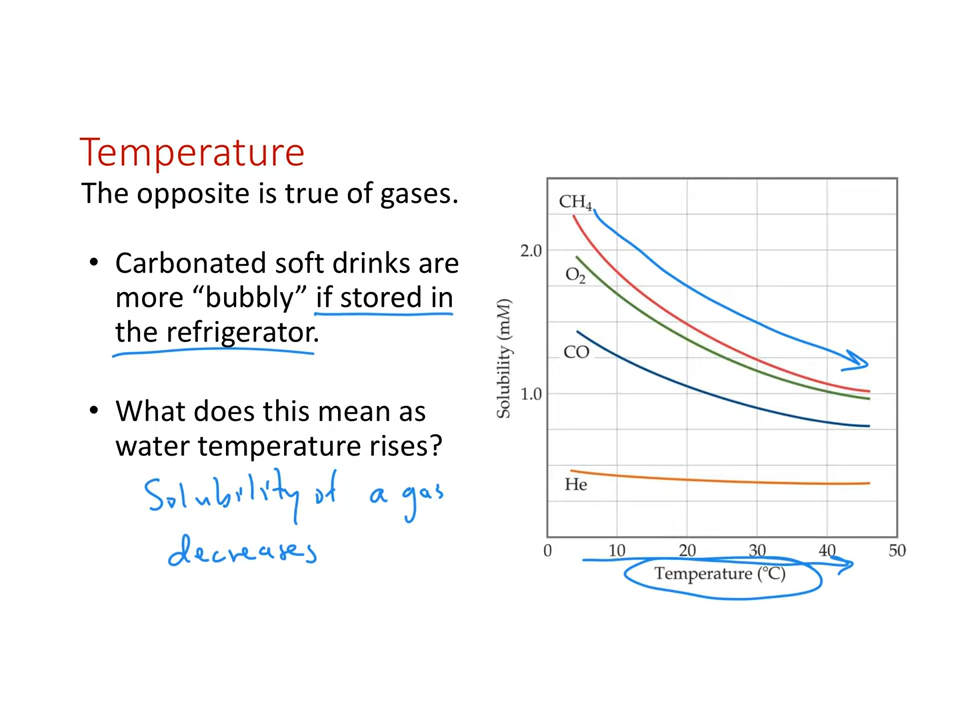 Temperature
The opposite is true of gases.
• Carbonated soft drinks are
more “bubbly” if stored in
the refrigerator.
• What does this mean as
water temperature rises?
Solubility of a gas
decreases
CH₄
O₂
CO
He
2.0
1.0
Solubility (mM)
0 10 20 30 40 50
Temperature (°C)